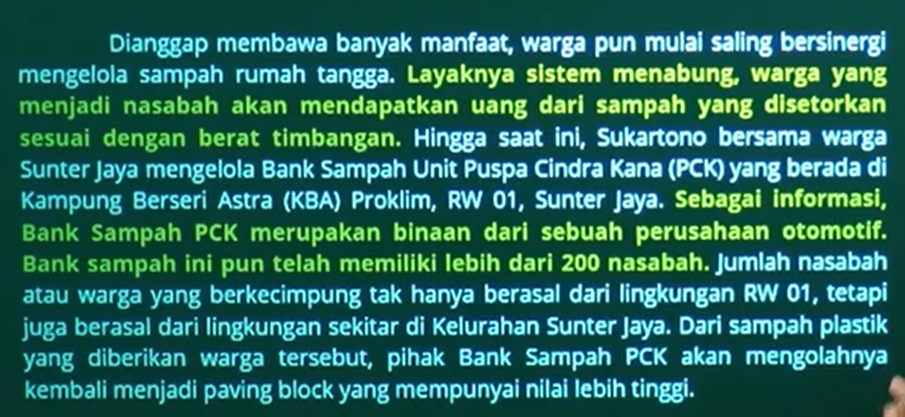 Dianggap membawa banyak manfaat, warga pun mulai saling bersinergi
mengelola sampah rumah tangga. Layaknya sistem menabung, warga yang
menjadi nasabah akan mendapatkan uang dari sampah yang disetorkan
sesuai dengan berat timbangan. Hingga saat ini, Sukartono bersama warga
Sunter Jaya mengelola Bank Sampah Unit Puspa Cindra Kana (PCK) yang berada di
Kampung Berseri Astra (KBA) Proklim, RW 01, Sunter Jaya. Sebagai informasi,
Bank Sampah PCK merupakan binaan dari sebuah perusahaan otomotif.
Bank sampah ini pun telah memiliki lebih dari 200 nasabah. Jumlah nasabah
atau warga yang berkecimpung tak hanya berasal dari lingkungan RW 01, tetapi
juga berasal dari lingkungan sekitar di Kelurahan Sunter Jaya. Dari sampah plastik
yang diberikan warga tersebut, pihak Bank Sampah PCK akan mengolahnya
kembali menjadi paving block yang mempunyai nilai lebih tinggi.